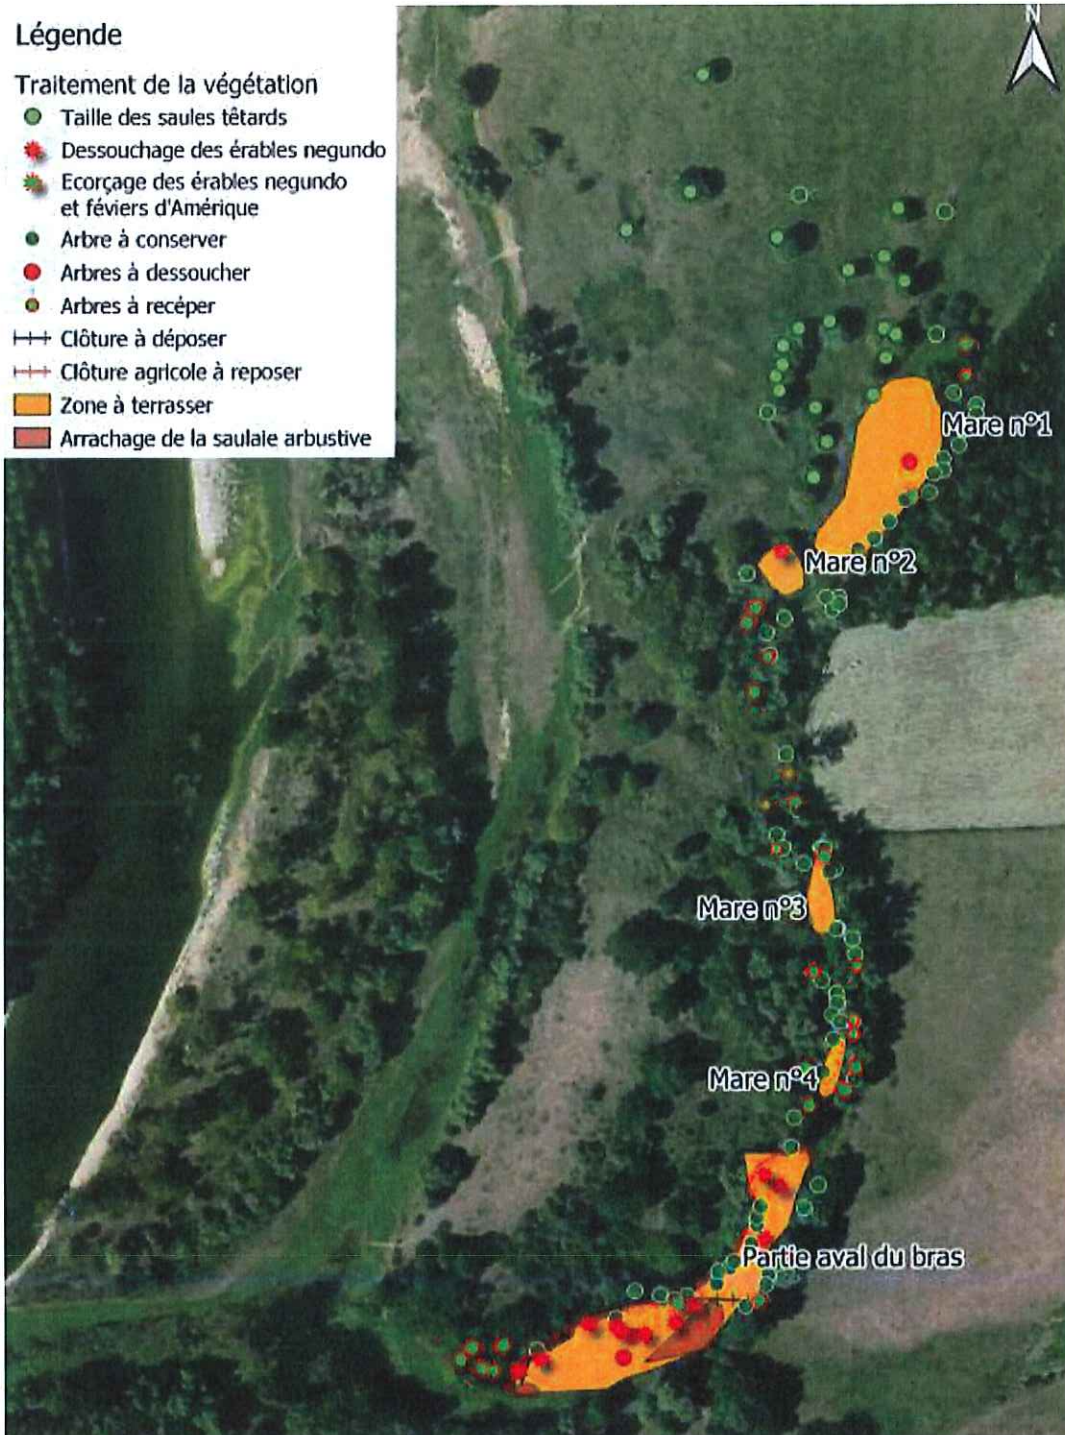 Légende
Traitement de la végétation
Taille des saules têtards
Dessouchage des érables negundo
Ecorçage des érables negundo
et féviers d'Amérique
Arbre à conserver
Arbres à dessoucher
Arbres à recéper
Clôture à déposer
Clôture agricole à reposer
Zone à terrasser
Arrachage de la saulaie arbustive
N
Mare n°1
Mare n°2
Mare n°3
Mare n°4
Partie aval du bras